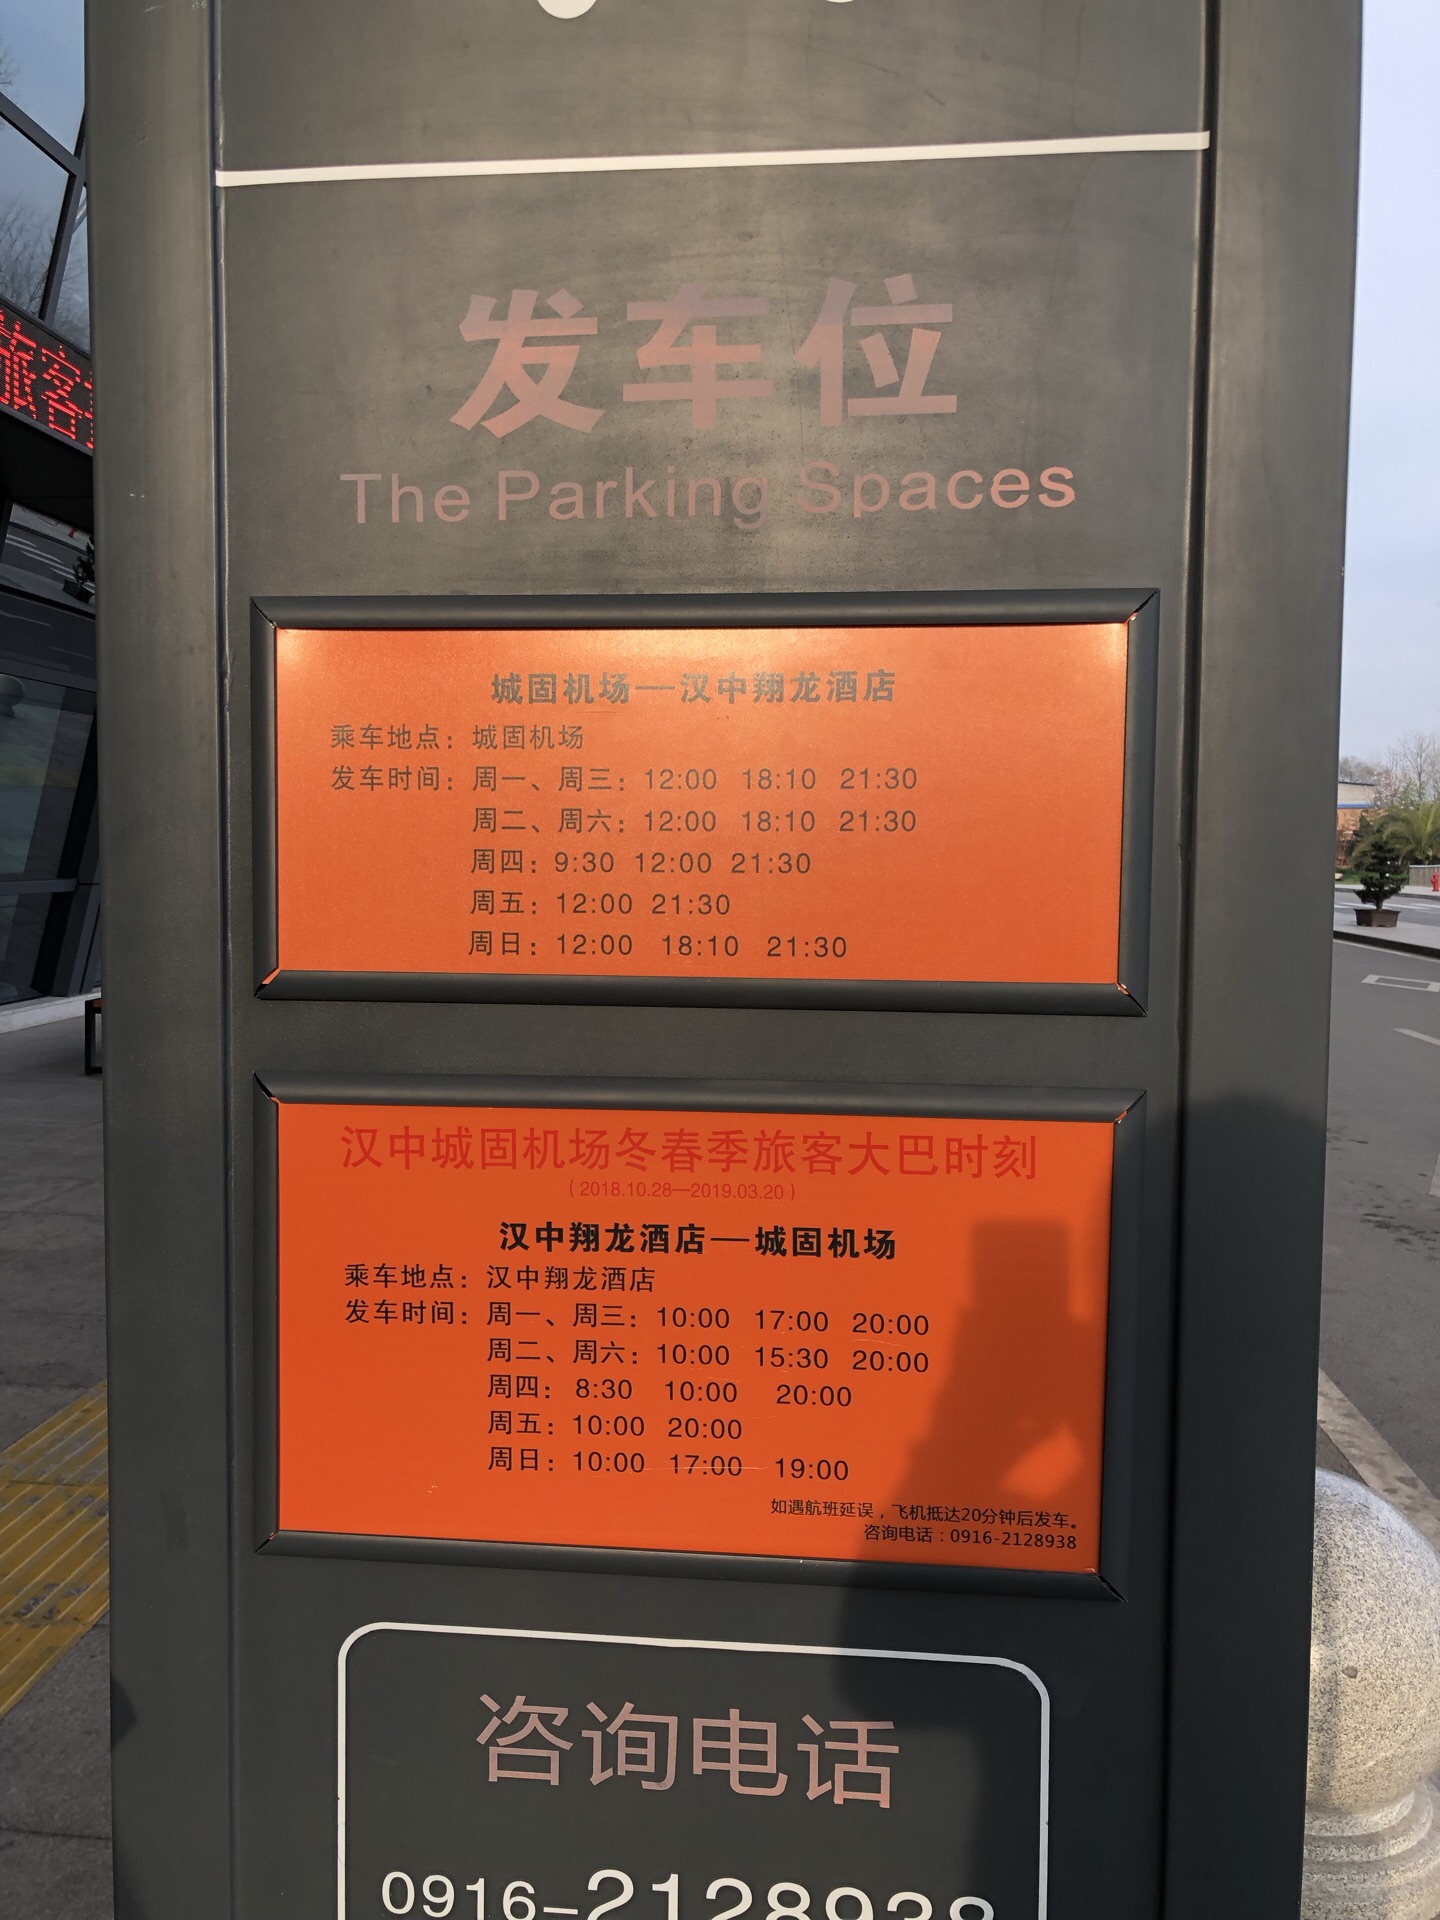 旅客
发车位
The Parking Spaces
城固机场—汉中翔龙酒店
乘车地点：城固机场
发车时间：周一、周三：12:00 18:10 21:30
周二、周六：12:00 18:10 21:30
周四：9:30 12:00 21:30
周五：12:00 21:30
周日：12:00 18:10 21:30
汉中城固机场冬春季旅客大巴时刻
（2018.10.28—2019.03.20）
汉中翔龙酒店—城固机场
乘车地点：汉中翔龙酒店
发车时间：周一、周三：10:00 17:00 20:00
周二、周六：10:00 15:30 20:00
周四：8:30 10:00 20:00
周五：10:00 20:00
周日：10:00 17:00 19:00
如遇航班延误，飞机抵达20分钟后发车。
咨询电话：0916-2128938
咨询电话
0916-2128938